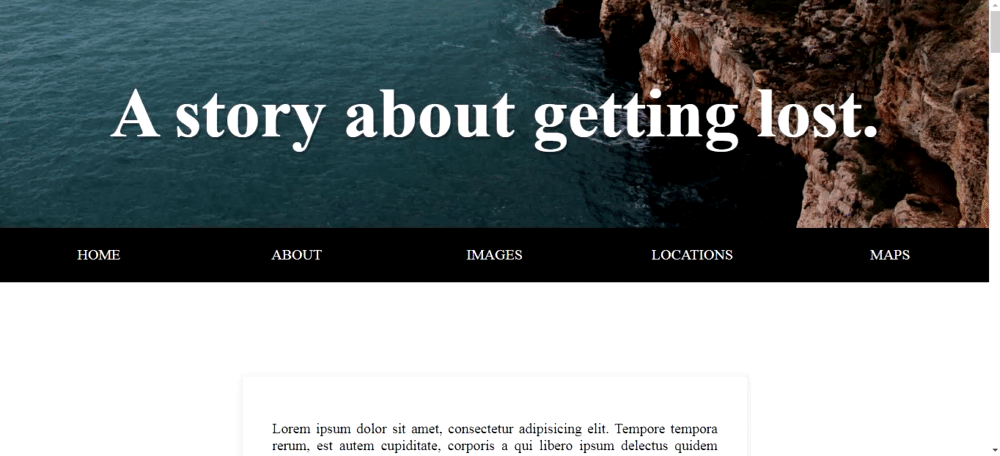 A story about getting lost.
HOME ABOUT IMAGES LOCATIONS MAPS
Lorem ipsum dolor sit amet, consectetur adipisicing elit. Tempore tempora
rerum, est autem cupiditate, corporis a qui libero ipsum delectus quidem